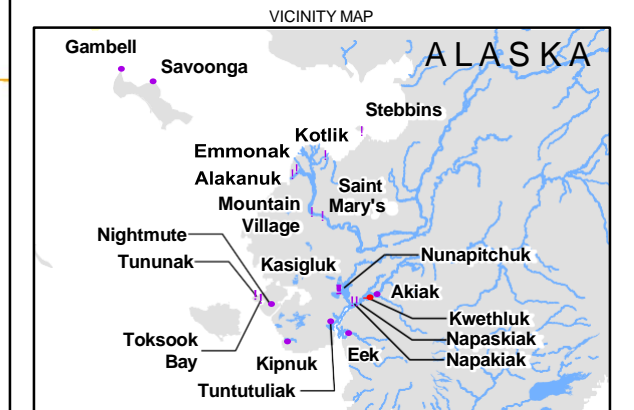 VICINITY MAP
ALASKA
Gambell
Savoonga
Stebbins
Kotlik
Emmonak
Alakanuk
Saint
Mary's
Mountain
Village
Nightmute
Tununak
Kasigluk
Nunapitchuk
Akiak
Kwethluk
Napaskiak
Napakiak
Toksook
Bay
Kipnuk
Eek
Tuntutuliak